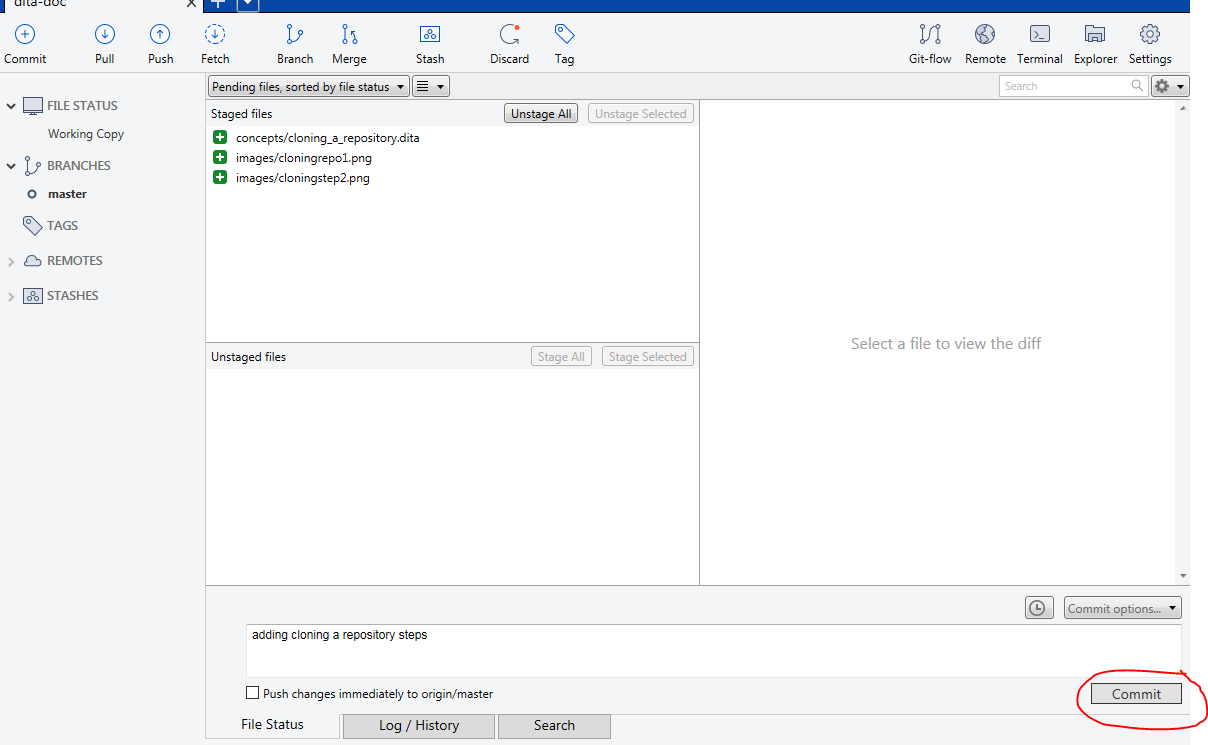 dita-doc
Commit Pull Push Fetch Branch Merge Stash Discard Tag Git-flow Remote Terminal Explorer Settings
Pending files, sorted by file status
Search
FILE STATUS
Working Copy
BRANCHES
master
TAGS
REMOTES
STASHES
Staged files Unstage All Unstage Selected
concepts/cloning_a_repository.dita
images/cloningrepo1.png
images/cloningstep2.png
Unstaged files Stage All Stage Selected
Select a file to view the diff
Commit options...
adding cloning a repository steps
Push changes immediately to origin/master
Commit
File Status Log / History Search